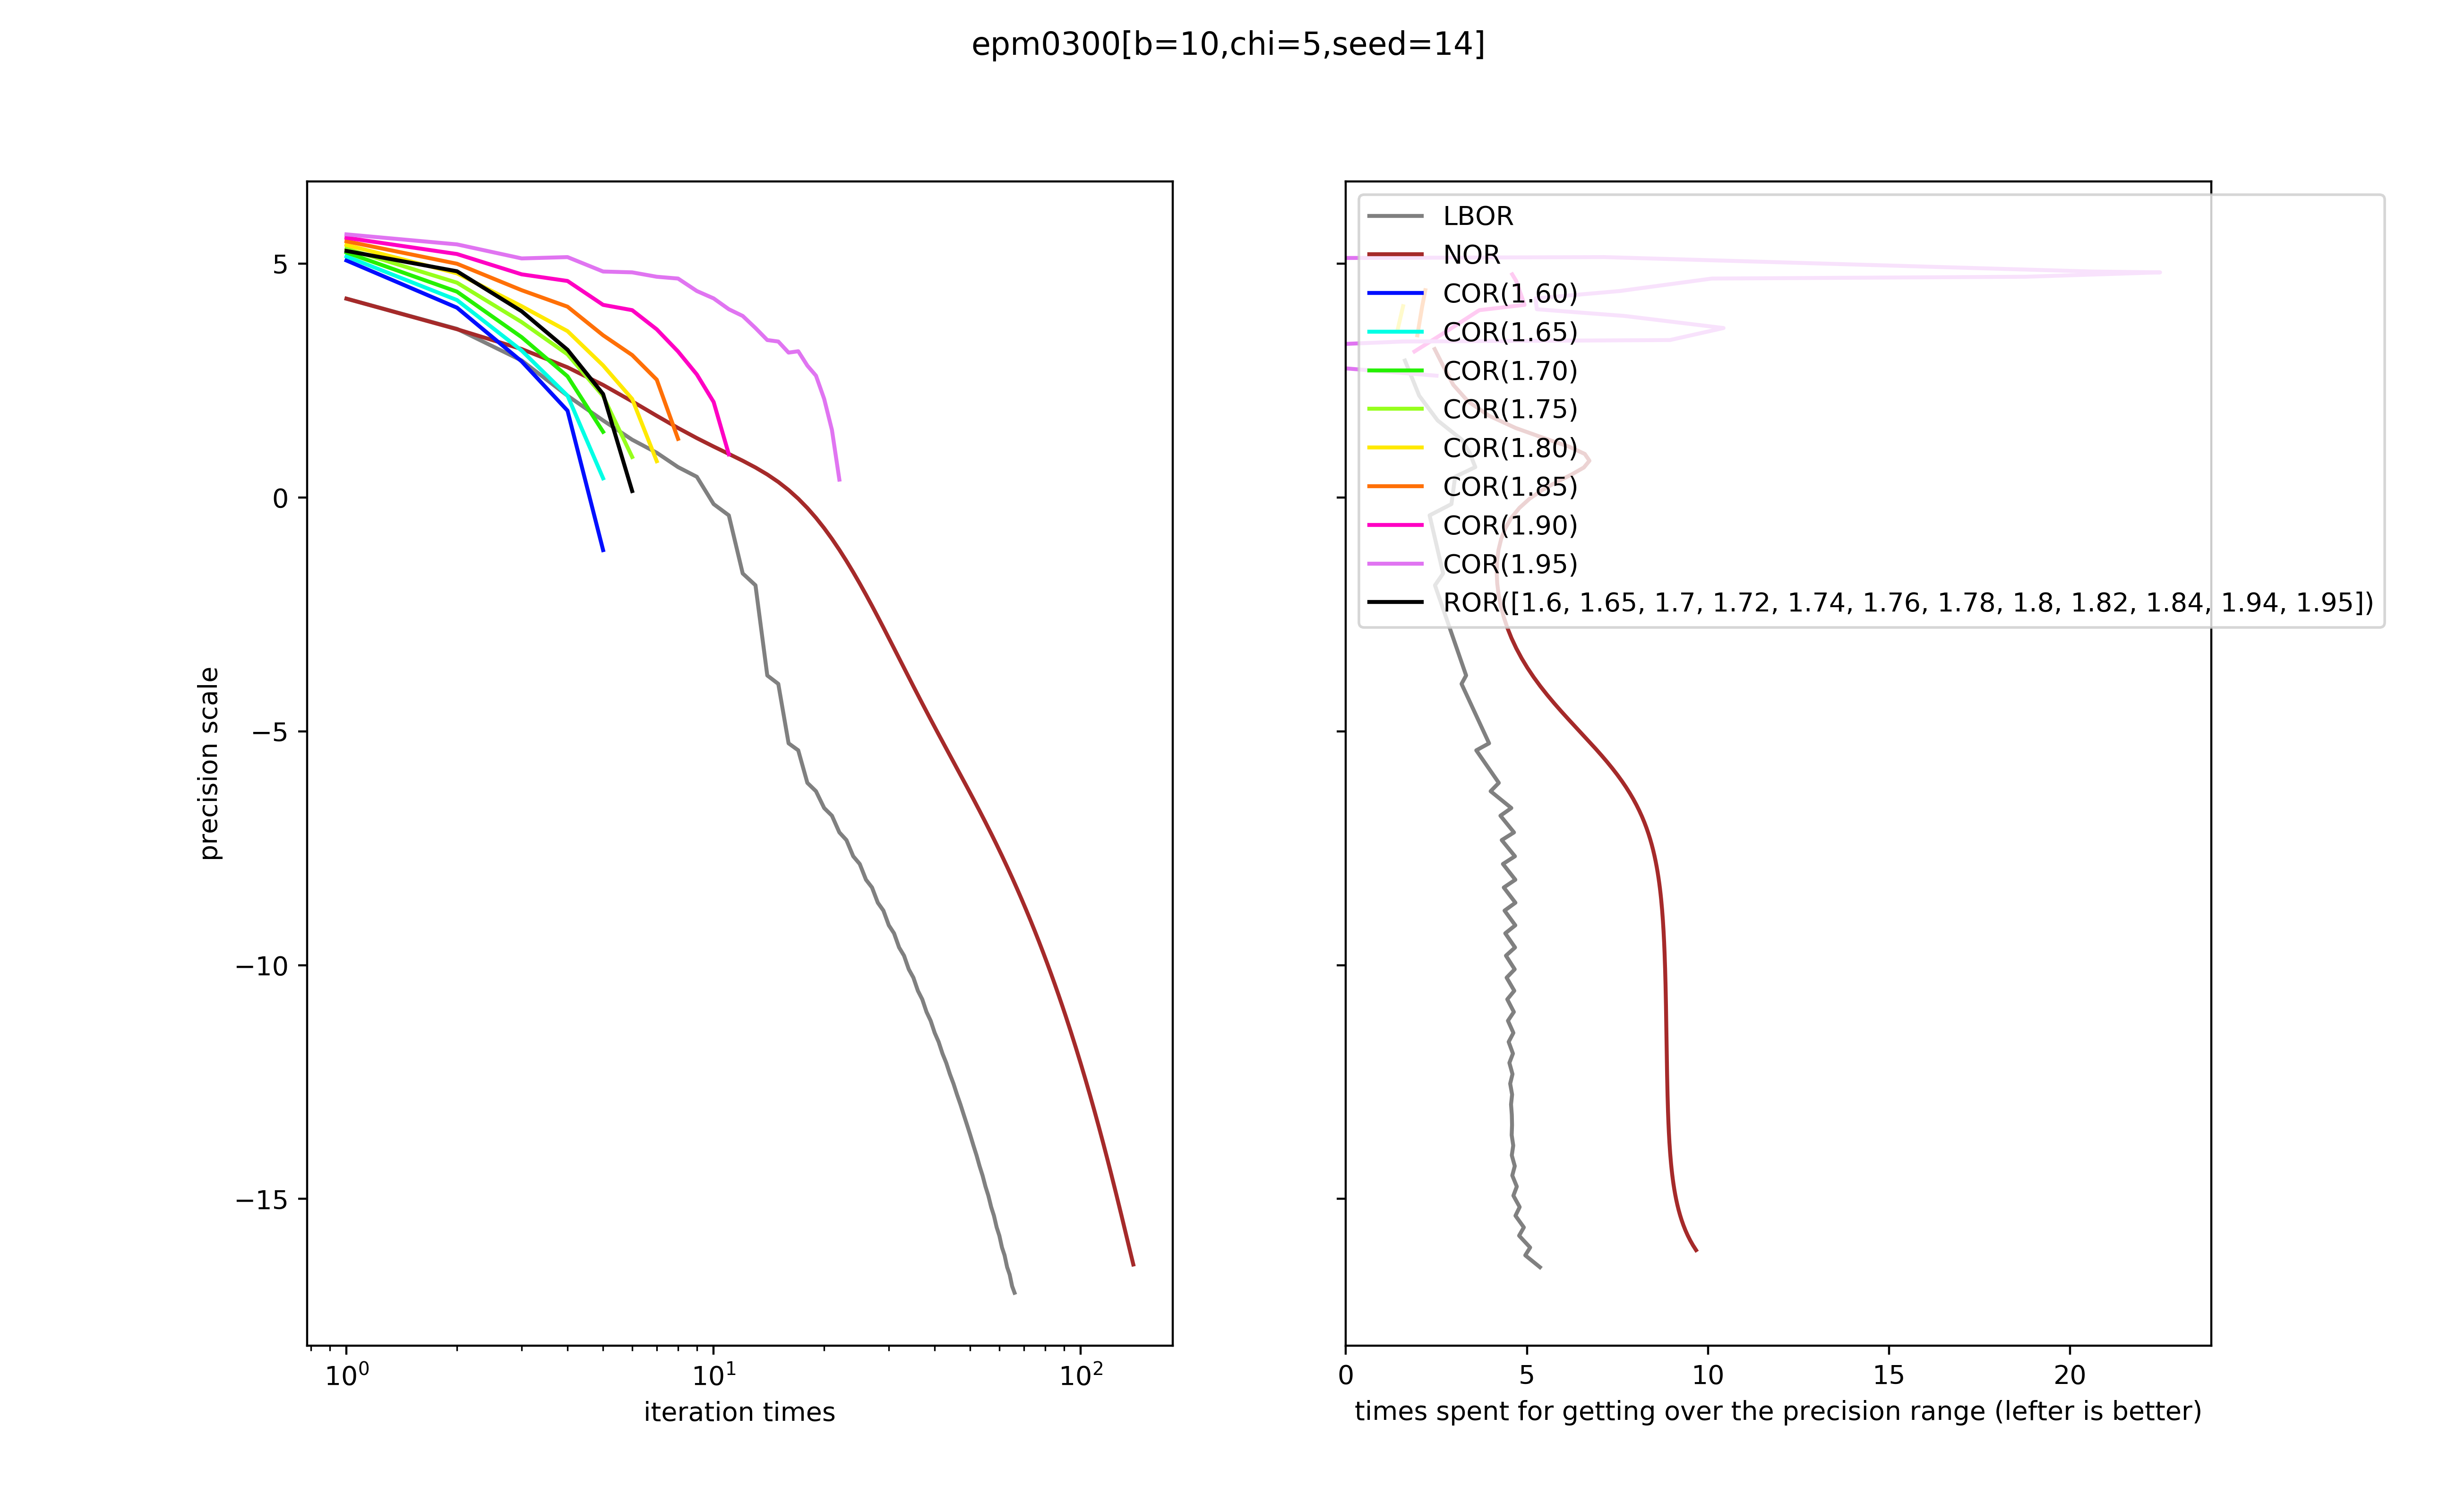 epm0300[b=10,chi=5,seed=14]
precision scale
5
0
−5
−10
−15
10⁰
10¹
10²
iteration times
LBOR
NOR
COR(1.60)
COR(1.65)
COR(1.70)
COR(1.75)
COR(1.80)
COR(1.85)
COR(1.90)
COR(1.95)
ROR([1.6, 1.65, 1.7, 1.72, 1.74, 1.76, 1.78, 1.8, 1.82, 1.84, 1.94, 1.95])
0 5 10 15 20
times spent for getting over the precision range (lefter is better)